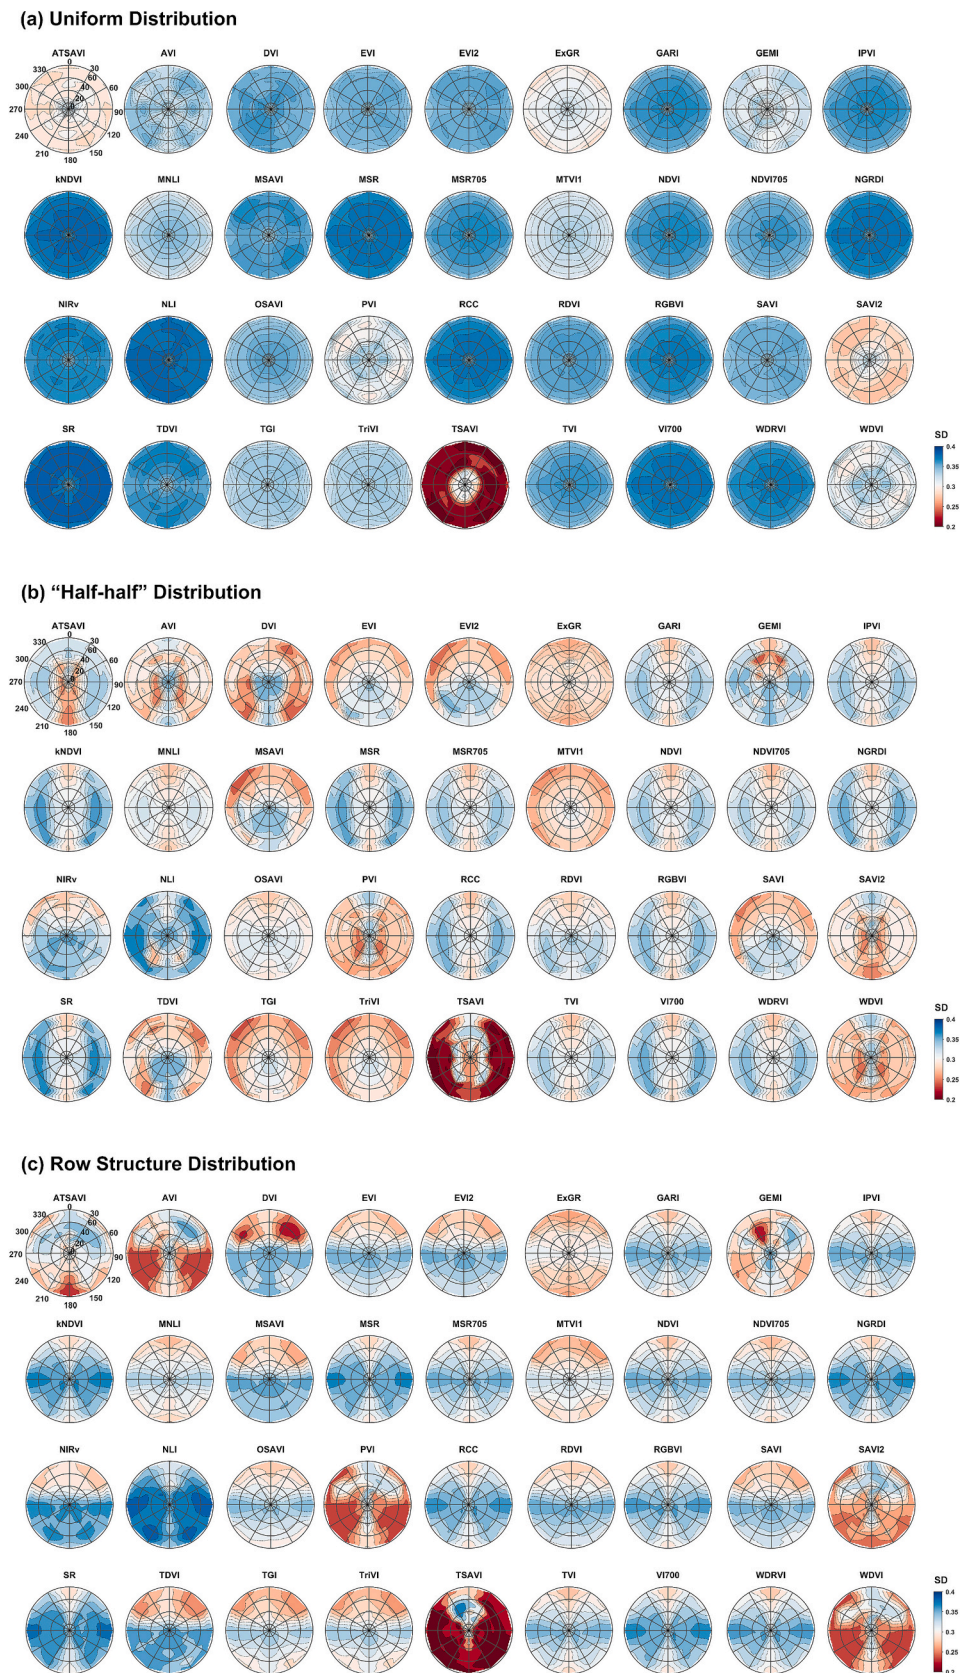 (a) Uniform Distribution
ATSAVI AVI DVI EVI EVI2 ExGR GARI GEMI IPVI
0 30 60 90 120 150 180 210 240 270 300 330
0 20 40 60
kNDVI MNLI MSAVI MSR MSR705 MTVI1 NDVI NDVI705 NGRDI
NIRv NLI OSAVI PVI RCC RDVI RGBVI SAVI SAVI2
SR TDVI TGI TriVI TSAVI TVI VI700 WDRVI WDVI
SD
0.4
0.35
0.3
0.25
0.2
(b) “Half-half” Distribution
ATSAVI AVI DVI EVI EVI2 ExGR GARI GEMI IPVI
0 30 60 90 120 150 180 210 240 270 300 330
0 20 40 60
kNDVI MNLI MSAVI MSR MSR705 MTVI1 NDVI NDVI705 NGRDI
NIRv NLI OSAVI PVI RCC RDVI RGBVI SAVI SAVI2
SR TDVI TGI TriVI TSAVI TVI VI700 WDRVI WDVI
SD
0.4
0.35
0.3
0.25
0.2
(c) Row Structure Distribution
ATSAVI AVI DVI EVI EVI2 ExGR GARI GEMI IPVI
0 30 60 90 120 150 180 210 240 270 300 330
0 20 40 60
kNDVI MNLI MSAVI MSR MSR705 MTVI1 NDVI NDVI705 NGRDI
NIRv NLI OSAVI PVI RCC RDVI RGBVI SAVI SAVI2
SR TDVI TGI TriVI TSAVI TVI VI700 WDRVI WDVI
SD
0.4
0.35
0.3
0.25
0.2